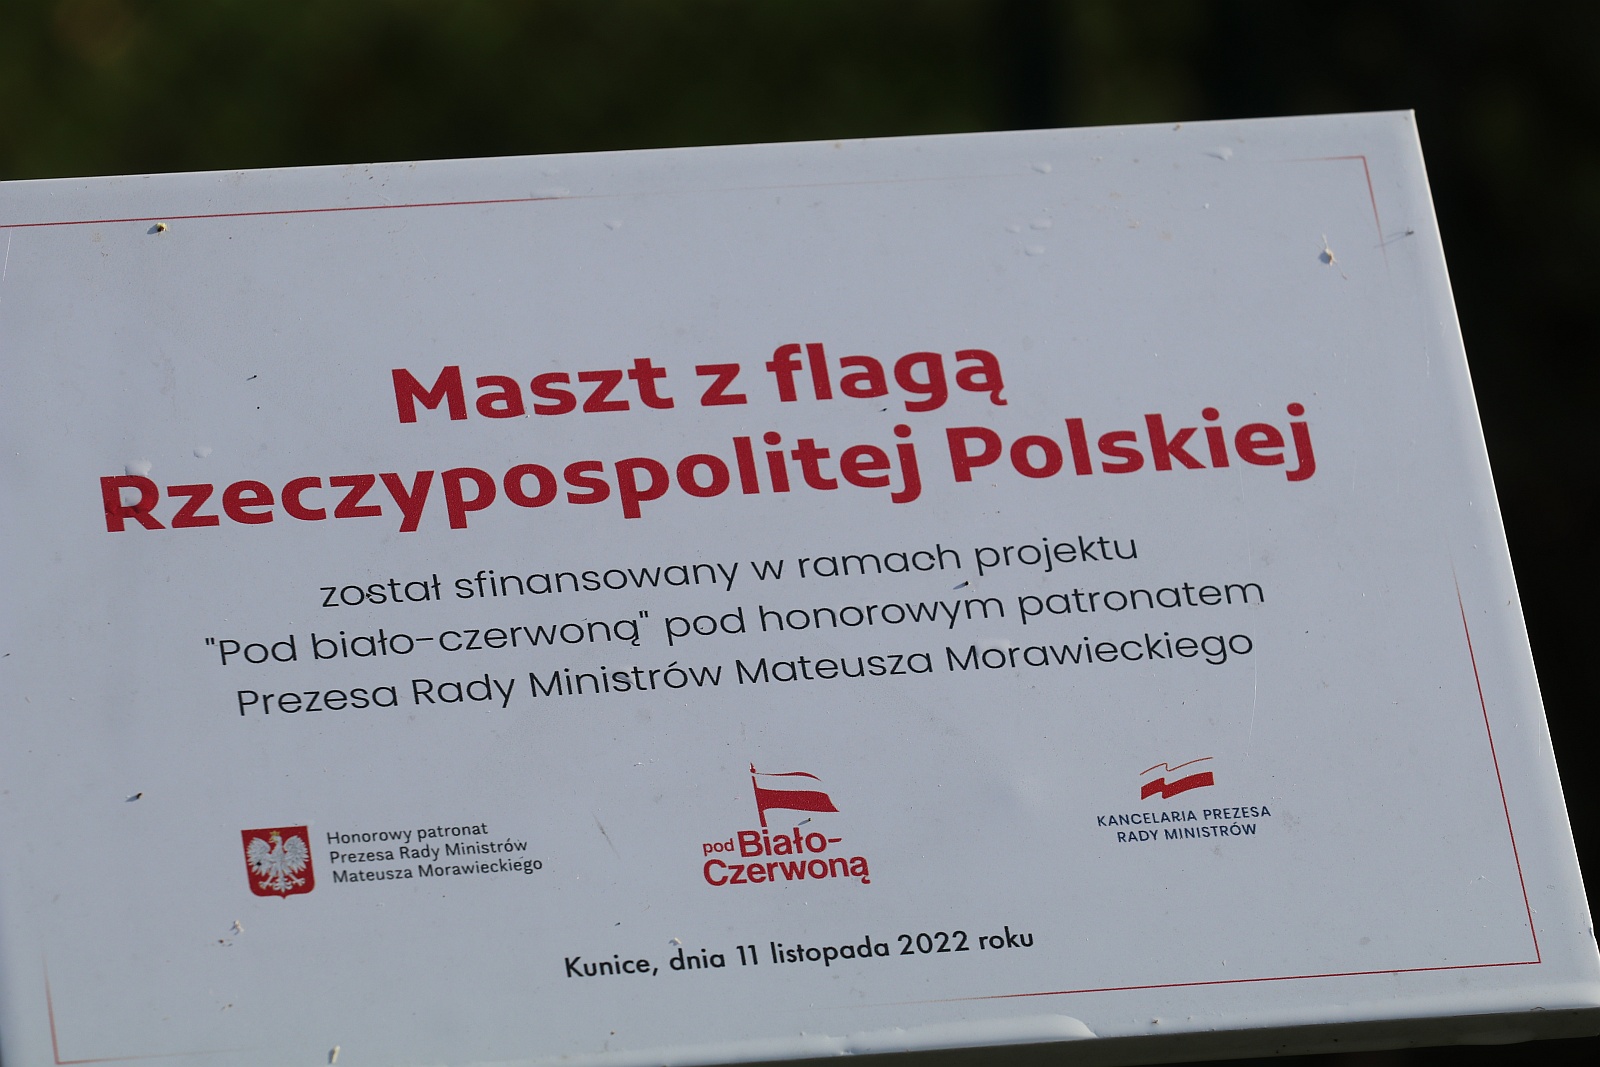 Maszt z flagą
Rzeczypospolitej Polskiej
został sfinansowany w ramach projektu
"Pod biało-czerwoną" pod honorowym patronatem
Prezesa Rady Ministrów Mateusza Morawieckiego
Honorowy patronat
Prezesa Rady Ministrów
Mateusza Morawieckiego
pod Biało-
Czerwoną
KANCELARIA PREZESA
RADY MINISTRÓW
Kunice, dnia 11 listopada 2022 roku